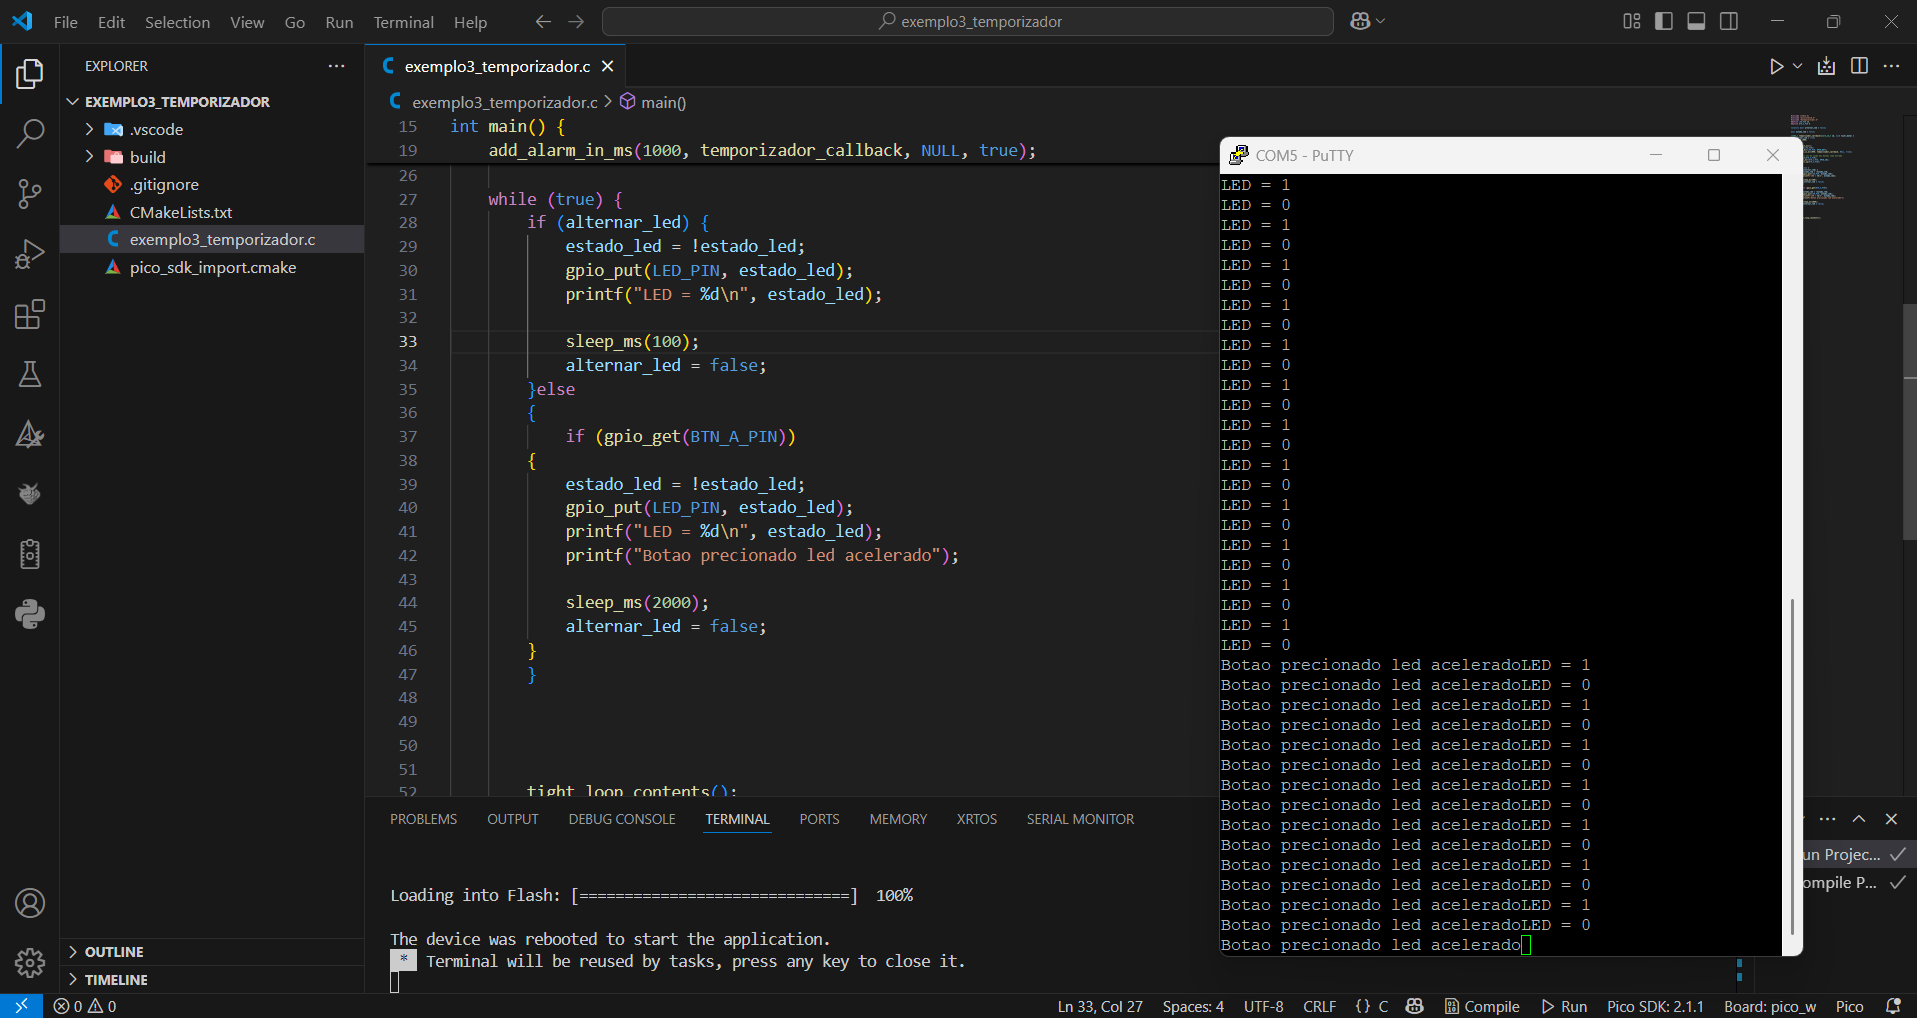 File Edit Selection View Go Run Terminal Help
exemplo3_temporizador
EXPLORER
EXEMPLO3_TEMPORIZADOR
.vscode
build
.gitignore
CMakeLists.txt
exemplo3_temporizador.c
pico_sdk_import.cmake
OUTLINE
TIMELINE
exemplo3_temporizador.c
exemplo3_temporizador.c > main()
15 int main() {
19 add_alarm_in_ms(1000, temporizador_callback, NULL, true);
26
27 while (true) {
28 if (alternar_led) {
29 estado_led = !estado_led;
30 gpio_put(LED_PIN, estado_led);
31 printf("LED = %d\n", estado_led);
32
33 sleep_ms(100);
34 alternar_led = false;
35 }else
36 {
37 if (gpio_get(BTN_A_PIN))
38 {
39 estado_led = !estado_led;
40 gpio_put(LED_PIN, estado_led);
41 printf("LED = %d\n", estado_led);
42 printf("Botao precionado led acelerado");
43
44 sleep_ms(2000);
45 alternar_led = false;
46 }
47 }
48
49
50
51
52 tight_loop_contents();
COM5 - PuTTY
LED = 1
LED = 0
LED = 1
LED = 0
LED = 1
LED = 0
LED = 1
LED = 0
LED = 1
LED = 0
LED = 1
LED = 0
LED = 1
LED = 0
LED = 1
LED = 0
LED = 1
LED = 0
LED = 1
LED = 0
LED = 1
LED = 0
LED = 1
LED = 0
Botao precionado led aceleradoLED = 1
Botao precionado led aceleradoLED = 0
Botao precionado led aceleradoLED = 1
Botao precionado led aceleradoLED = 0
Botao precionado led aceleradoLED = 1
Botao precionado led aceleradoLED = 0
Botao precionado led aceleradoLED = 1
Botao precionado led aceleradoLED = 0
Botao precionado led aceleradoLED = 1
Botao precionado led aceleradoLED = 0
Botao precionado led aceleradoLED = 1
Botao precionado led aceleradoLED = 0
Botao precionado led aceleradoLED = 1
Botao precionado led aceleradoLED = 0
Botao precionado led acelerado
PROBLEMS OUTPUT DEBUG CONSOLE TERMINAL PORTS MEMORY XRTOS SERIAL MONITOR
un Projec...
ompile P...
Loading into Flash: [==============================] 100%
The device was rebooted to start the application.
* Terminal will be reused by tasks, press any key to close it.
0 0 Ln 33, Col 27 Spaces: 4 UTF-8 CRLF {} C Compile Run Pico SDK: 2.1.1 Board: pico_w Pico